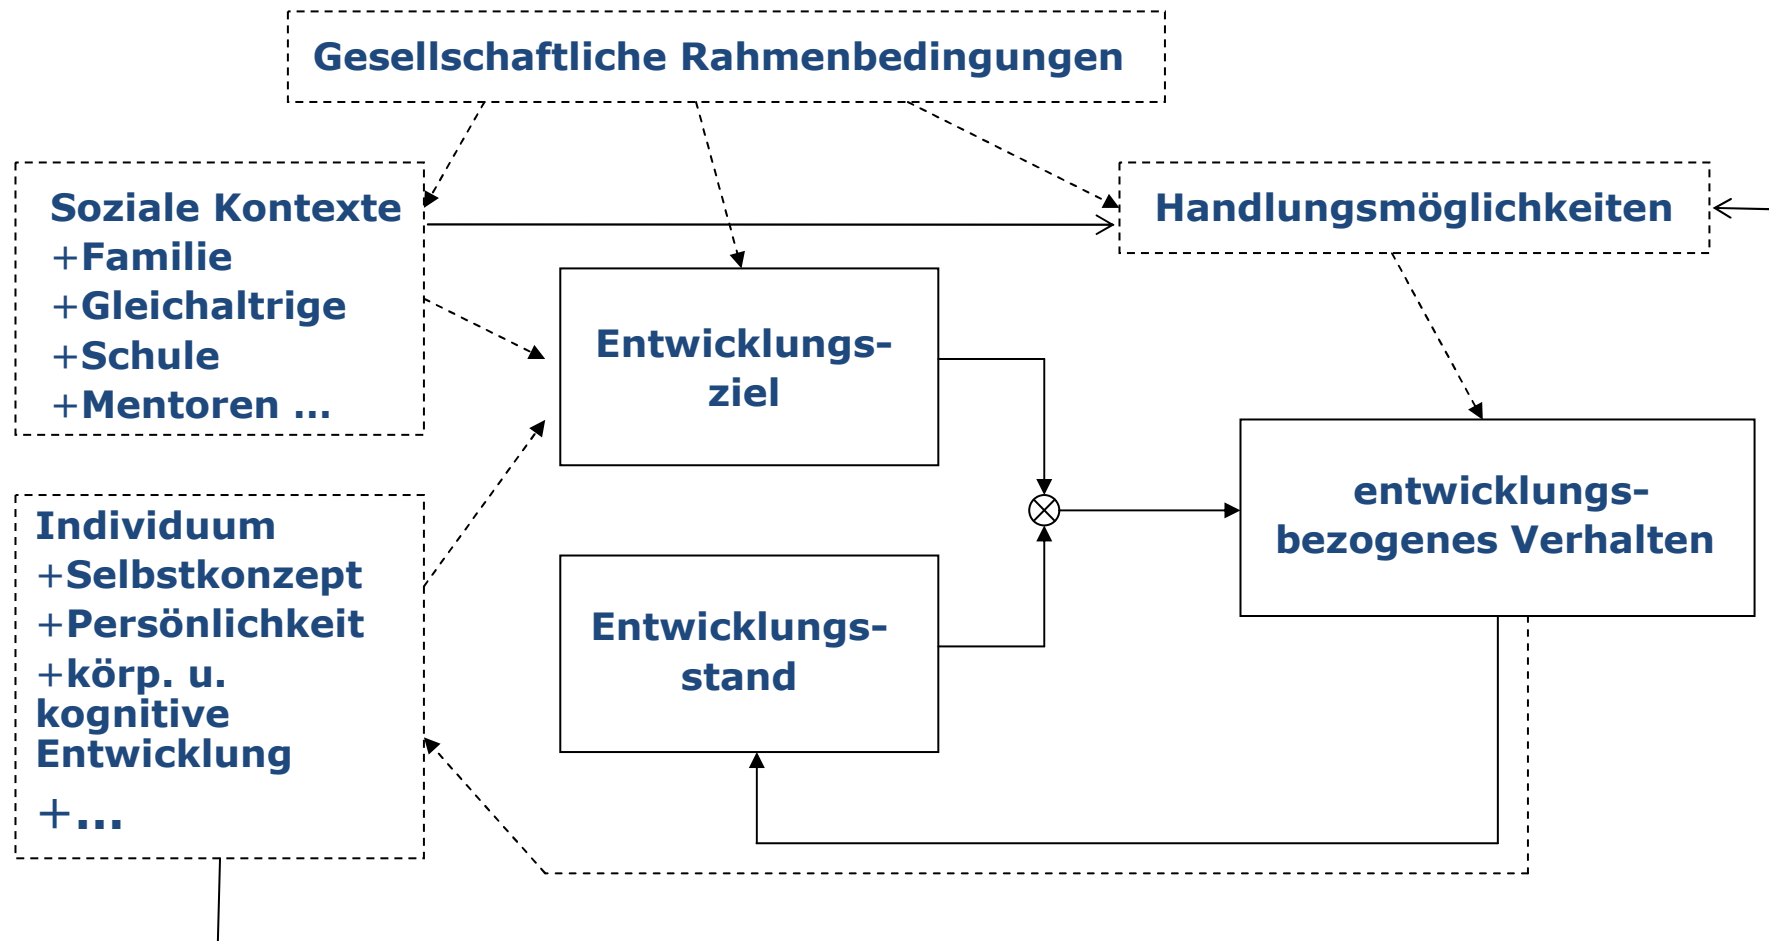 Gesellschaftliche Rahmenbedingungen
Soziale Kontexte
+Familie
+Gleichaltrige
+Schule
+Mentoren ...
Handlungsmöglichkeiten
Entwicklungs-
ziel
Individuum
+Selbstkonzept
+Persönlichkeit
+körp. u.
kognitive
Entwicklung
+...
Entwicklungs-
stand
entwicklungs-
bezogenes Verhalten